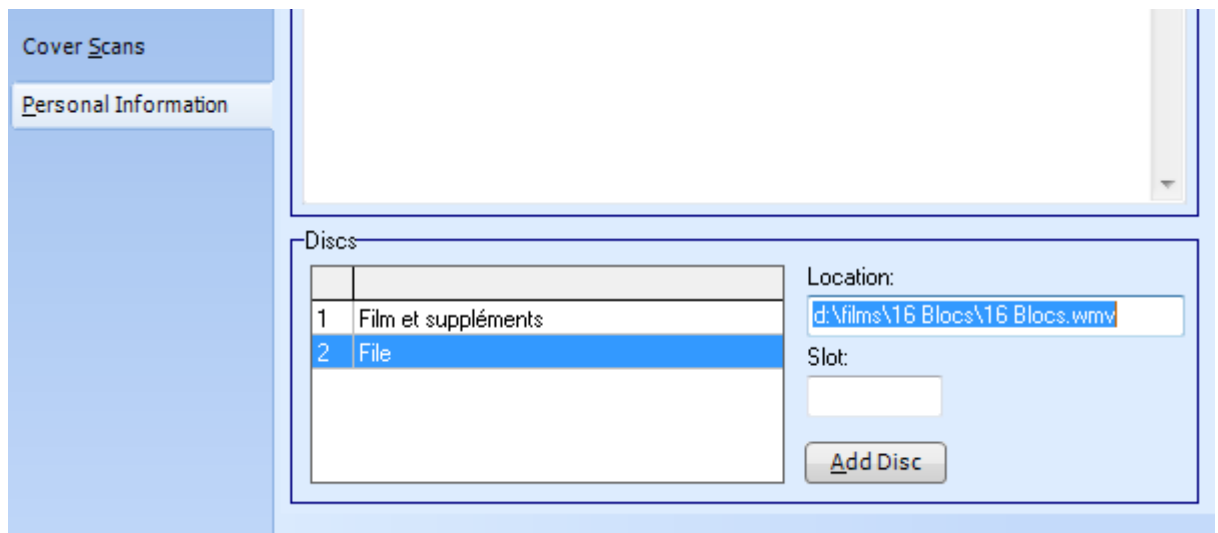 Cover Scans
Personal Information
Discs
1 Film et suppléments
2 File
Location:
d:\films\16 Blocs\16 Blocs.wmv
Slot:
Add Disc